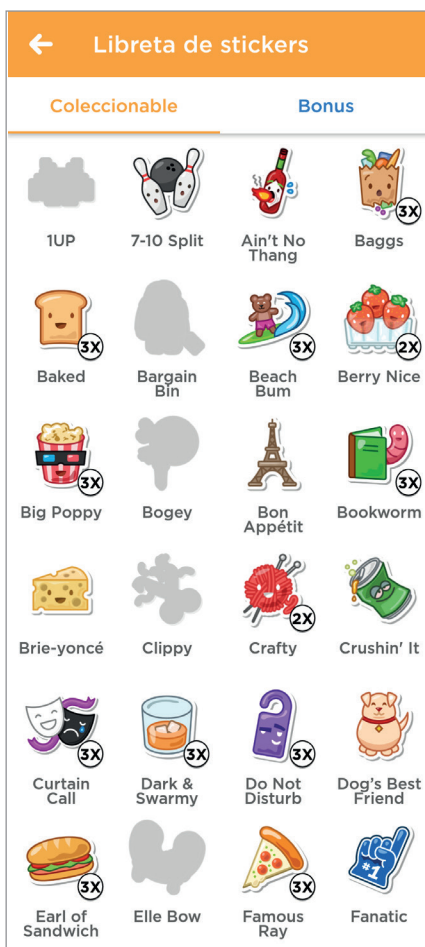 Libreta de stickers
Coleccionable Bonus
1UP 7-10 Split Ain't No Thang Baggs
3X
Baked Bargain Bin Beach Bum Berry Nice
3X 3X 2X
Big Poppy Bogey Bon Appétit Bookworm
3X 3X
Brie-yoncé Clippy Crafty Crushin' It
2X
Curtain Call Dark & Swarmy Do Not Disturb Dog's Best Friend
3X 3X 3X
Earl of Sandwich Elle Bow Famous Ray Fanatic
3X 3X #1